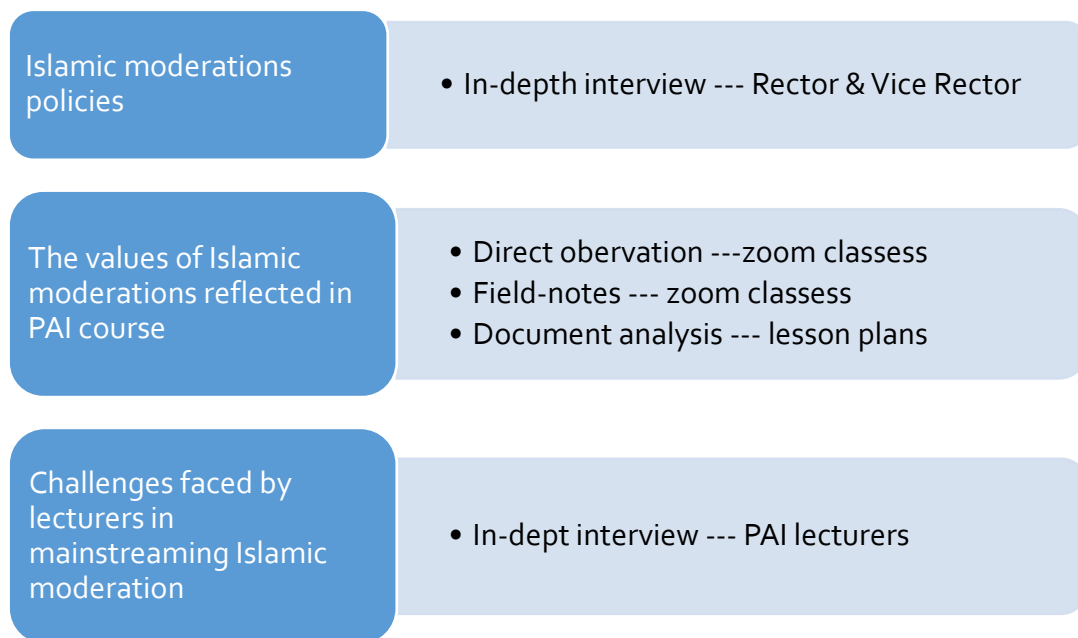 Islamic moderations
policies
• In-depth interview --- Rector & Vice Rector
The values of Islamic
moderations reflected in
PAI course
• Direct obervation ---zoom classess
• Field-notes --- zoom classess
• Document analysis --- lesson plans
Challenges faced by
lecturers in
mainstreaming Islamic
moderation
• In-dept interview --- PAI lecturers